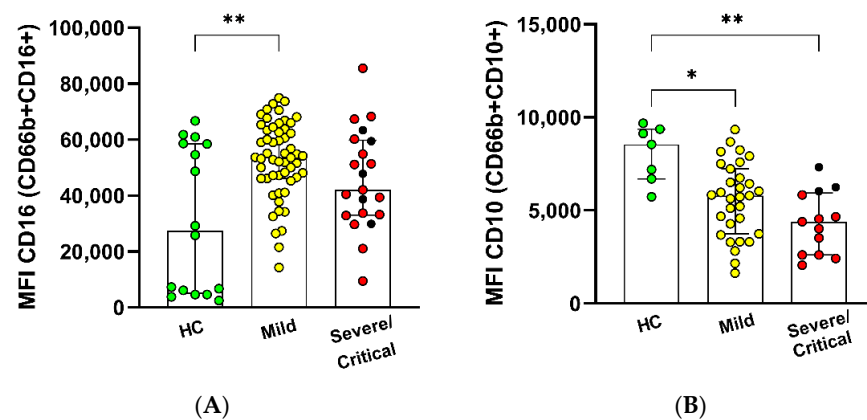 **
100,000
80,000
60,000
40,000
20,000
0
MFI CD16 (CD66b+CD16+)
HC
Mild
Severe/
Critical
(A)
**
*
15,000
10,000
5,000
0
MFI CD10 (CD66b+CD10+)
HC
Mild
Severe/
Critical
(B)